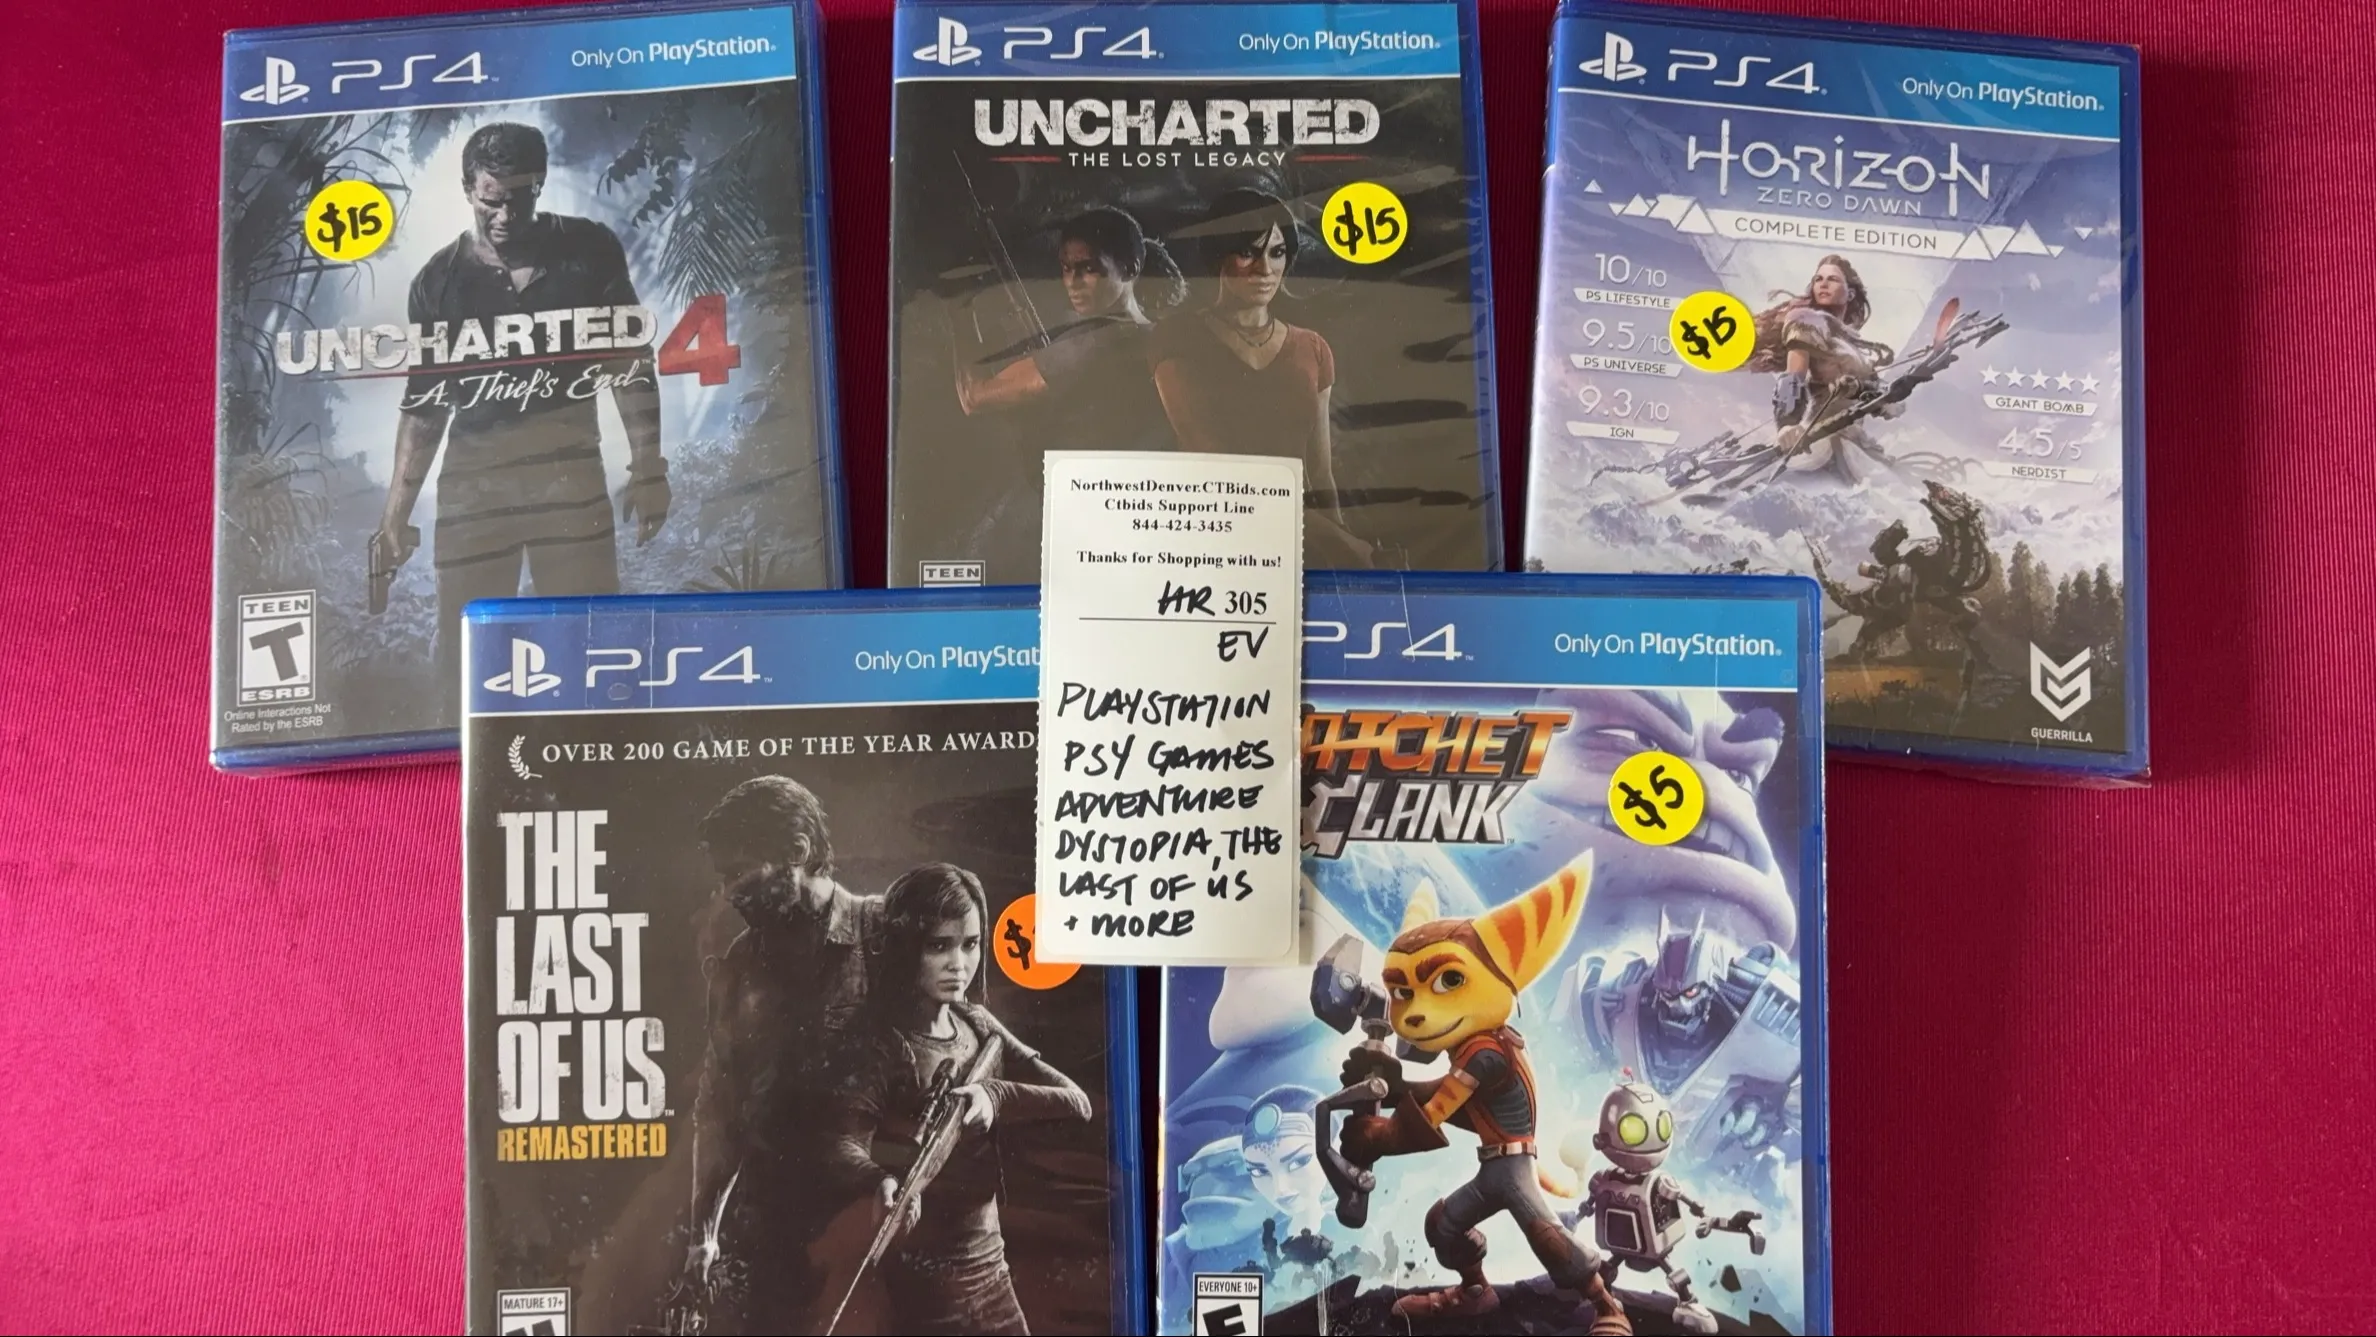 PS4
Only On PlayStation
$15
UNCHARTED 4
A Thief's End
TEEN
T
ESRB
Online Interactions Not
Rated by the ESRB
PS4
Only On PlayStation
UNCHARTED
THE LOST LEGACY
$15
TEEN
PS4
Only On PlayStation
HORIZON
ZERO DAWN
COMPLETE EDITION
10/10
PS LIFESTYLE
9.5/10
PS UNIVERSE
9.3/10
IGN
$15
GIANT BOMB
4.5/5
NERDIST
GUERRILLA
NorthwestDenver.CTBids.com
Ctbids Support Line
844-424-3435
Thanks for Shopping with us!
HR 305
EV
PLAYSTATION
PSY GAMES
ADVENTURE
DYSTOPIA, THE
LAST OF US
+ MORE
PS4
Only On PlayStat
OVER 200 GAME OF THE YEAR AWARD
THE
LAST
OF US
REMASTERED
MATURE 17+
PS4
Only On PlayStation
RATCHET
CLANK
$5
EVERYONE 10+
E